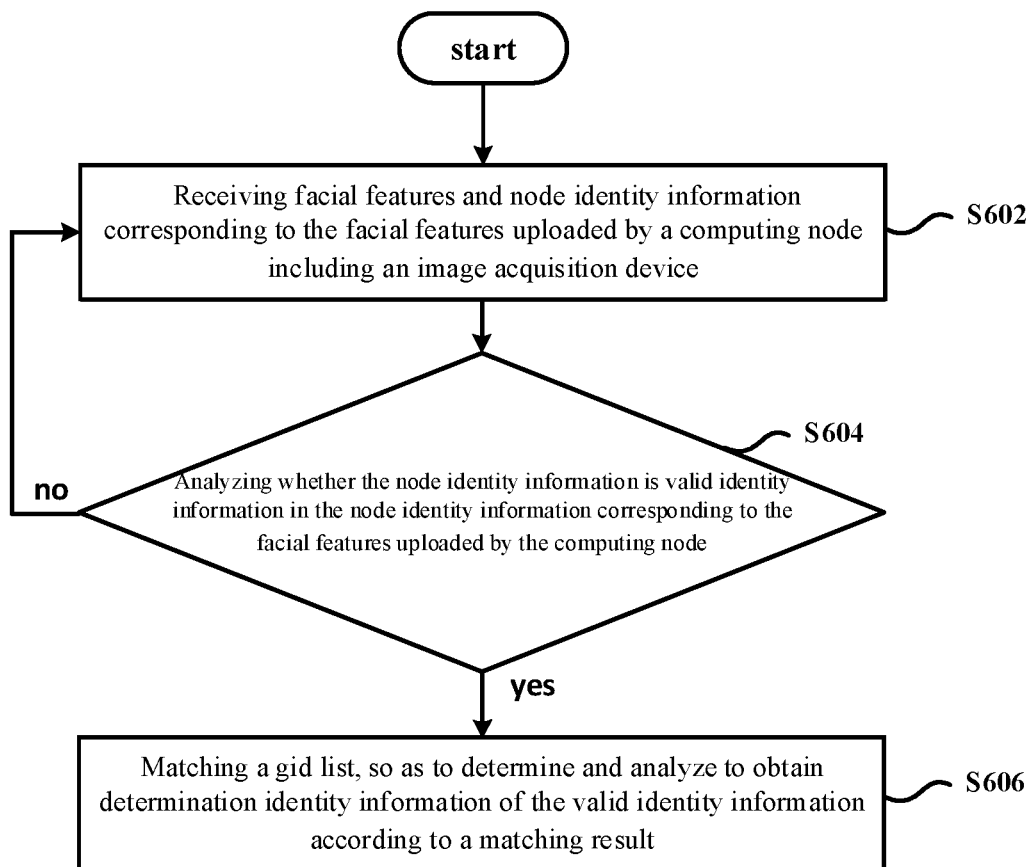 start
Receiving facial features and node identity information
corresponding to the facial features uploaded by a computing node
including an image acquisition device
S602
S604
Analyzing whether the node identity information is valid identity
information in the node identity information corresponding to the
facial features uploaded by the computing node
no
yes
Matching a gid list, so as to determine and analyze to obtain
determination identity information of the valid identity information
according to a matching result
S606